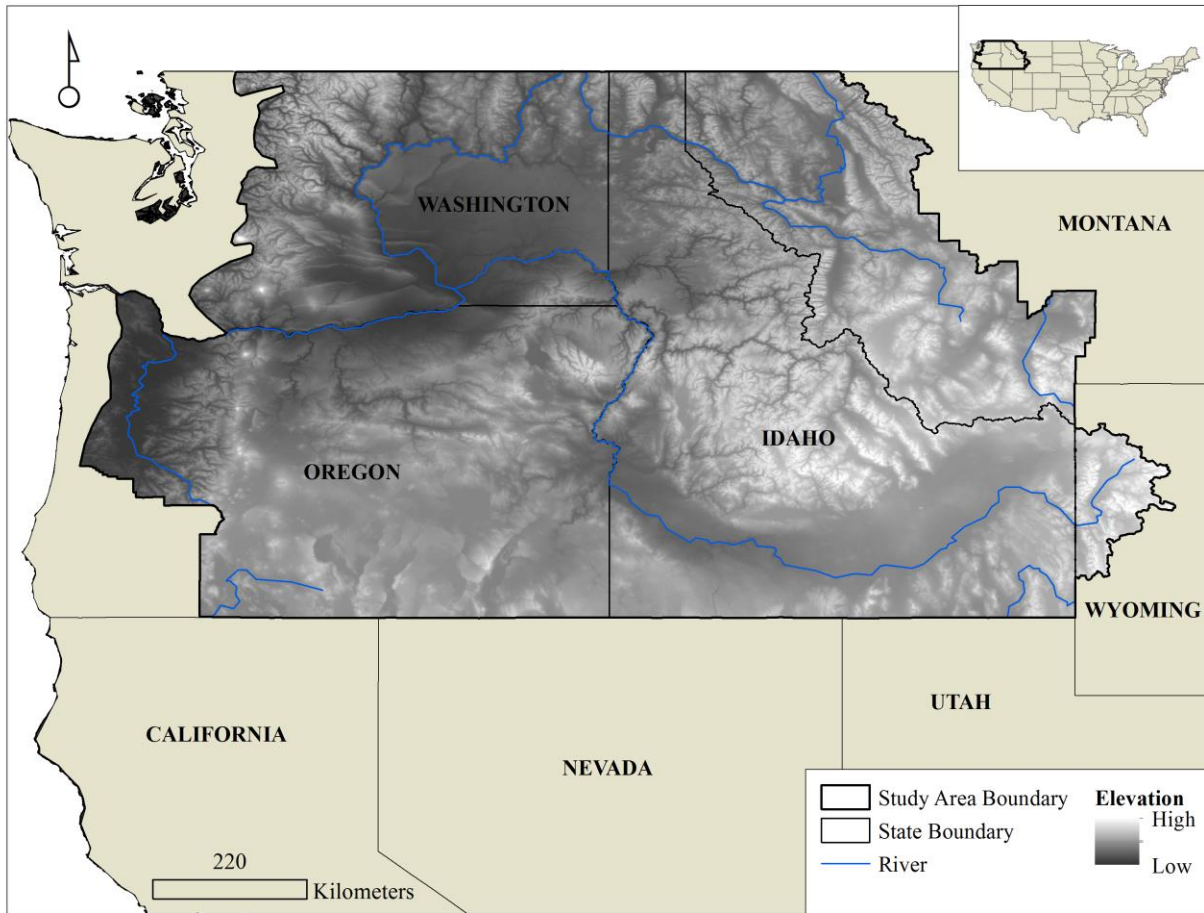 WASHINGTON
MONTANA
IDAHO
OREGON
WYOMING
UTAH
CALIFORNIA
NEVADA
Study Area Boundary
State Boundary
River
Elevation
High
Low
220
Kilometers